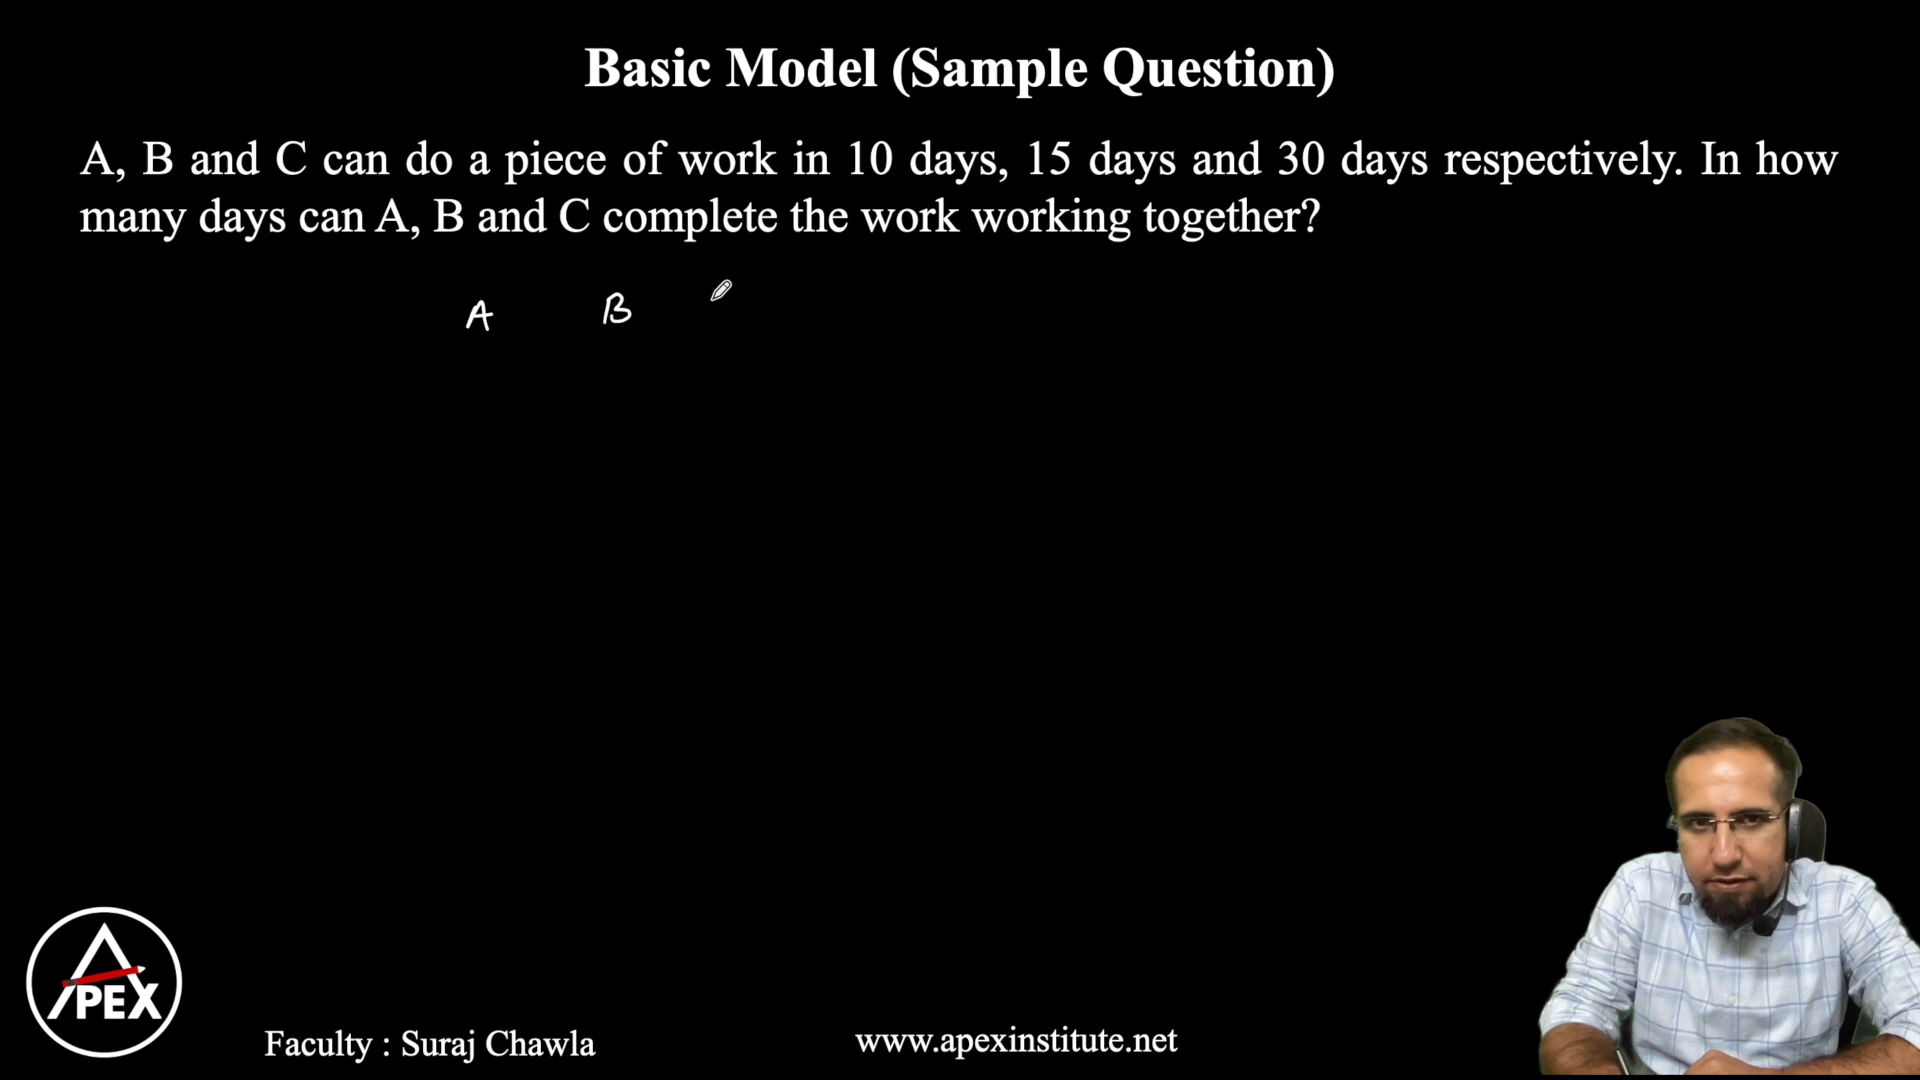 Basic Model (Sample Question)
A, B and C can do a piece of work in 10 days, 15 days and 30 days respectively. In how
many days can A, B and C complete the work working together?
A B
APEX
Faculty : Suraj Chawla
www.apexinstitute.net